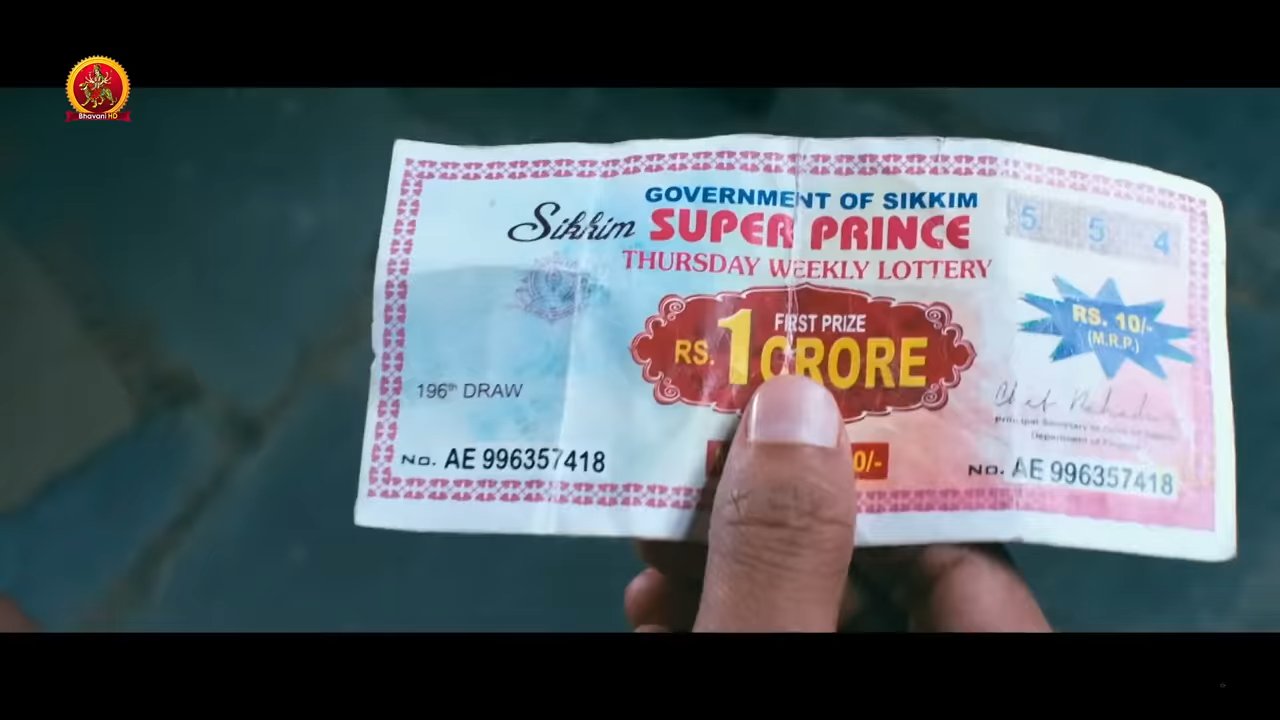 Bhavani HD
GOVERNMENT OF SIKKIM
Sikkim SUPER PRINCE
THURSDAY WEEKLY LOTTERY
5 5 4
FIRST PRIZE
RS. 1 CRORE
RS. 10/-
(M.R.P.)
196th DRAW
No. AE 996357418
0/-
No. AE 996357418